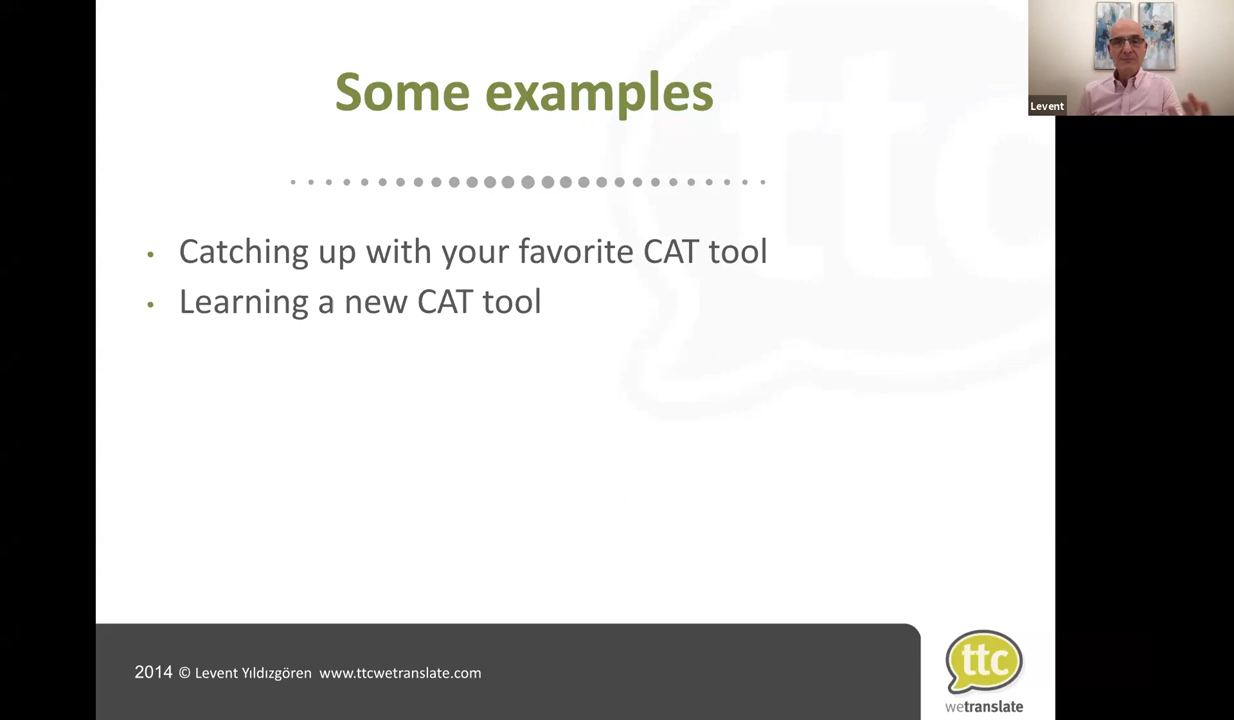 Some examples
Levent
• Catching up with your favorite CAT tool
• Learning a new CAT tool
2014 © Levent Yıldızgören www.ttcwetranslate.com
ttc
wetranslate
ttc